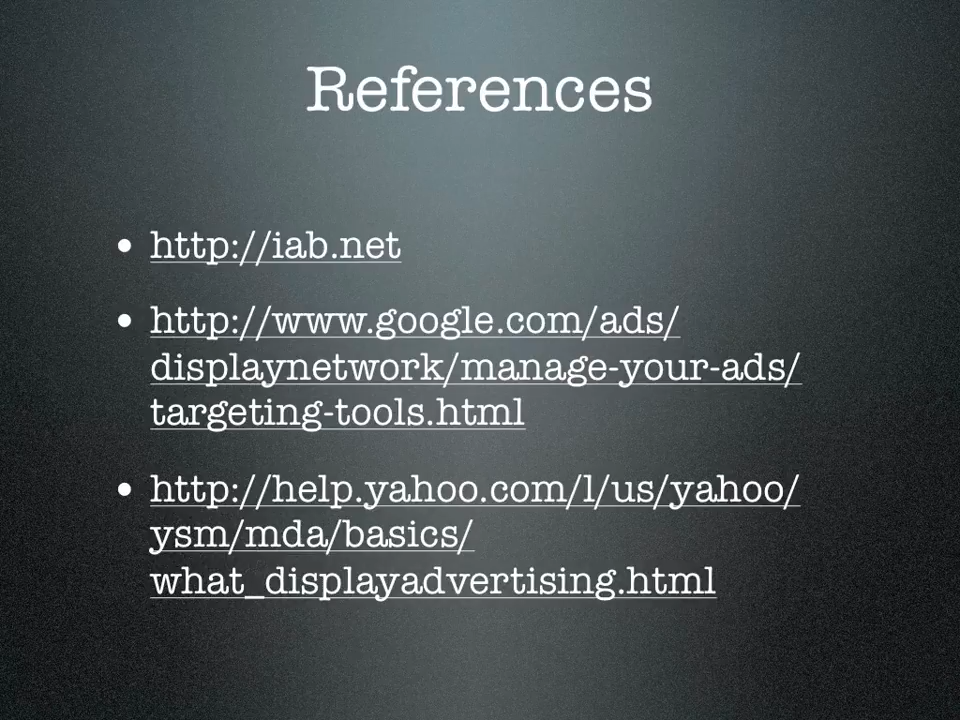 References
• http://iab.net
• http://www.google.com/ads/
displaynetwork/manage-your-ads/
targeting-tools.html
• http://help.yahoo.com/l/us/yahoo/
ysm/mda/basics/
what_displayadvertising.html